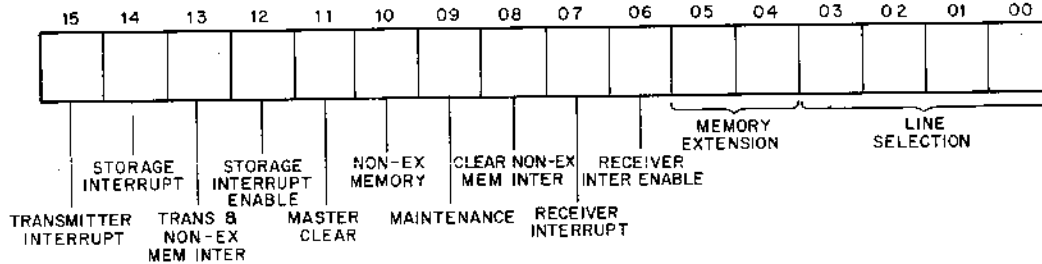 15 14 13 12 11 10 09 08 07 06 05 04 03 02 01 00
MEMORY
EXTENSION
LINE
SELECTION
STORAGE
INTERRUPT
STORAGE
INTERRUPT
ENABLE
NON-EX
MEMORY
CLEAR NON-EX
MEM INTER
RECEIVER
INTER ENABLE
TRANSMITTER
INTERRUPT
TRANS &
NON-EX
MEM INTER
MASTER
CLEAR
MAINTENANCE
RECEIVER
INTERRUPT